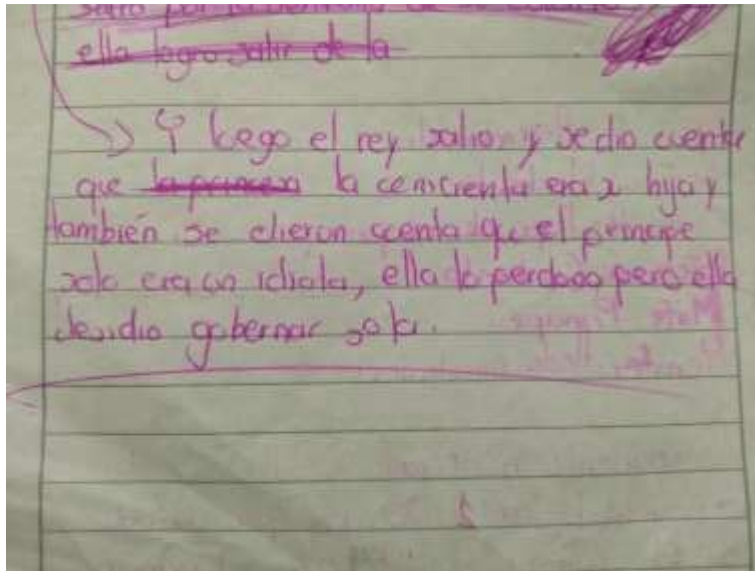 ella logro salir de la
Y luego el rey salio y se dio cuenta
que la princesa la cenicienta era su hija y
también se dieron cuenta que el principe
solo era un idiota, ella lo perdono pero ella
desidio gobernar sola.